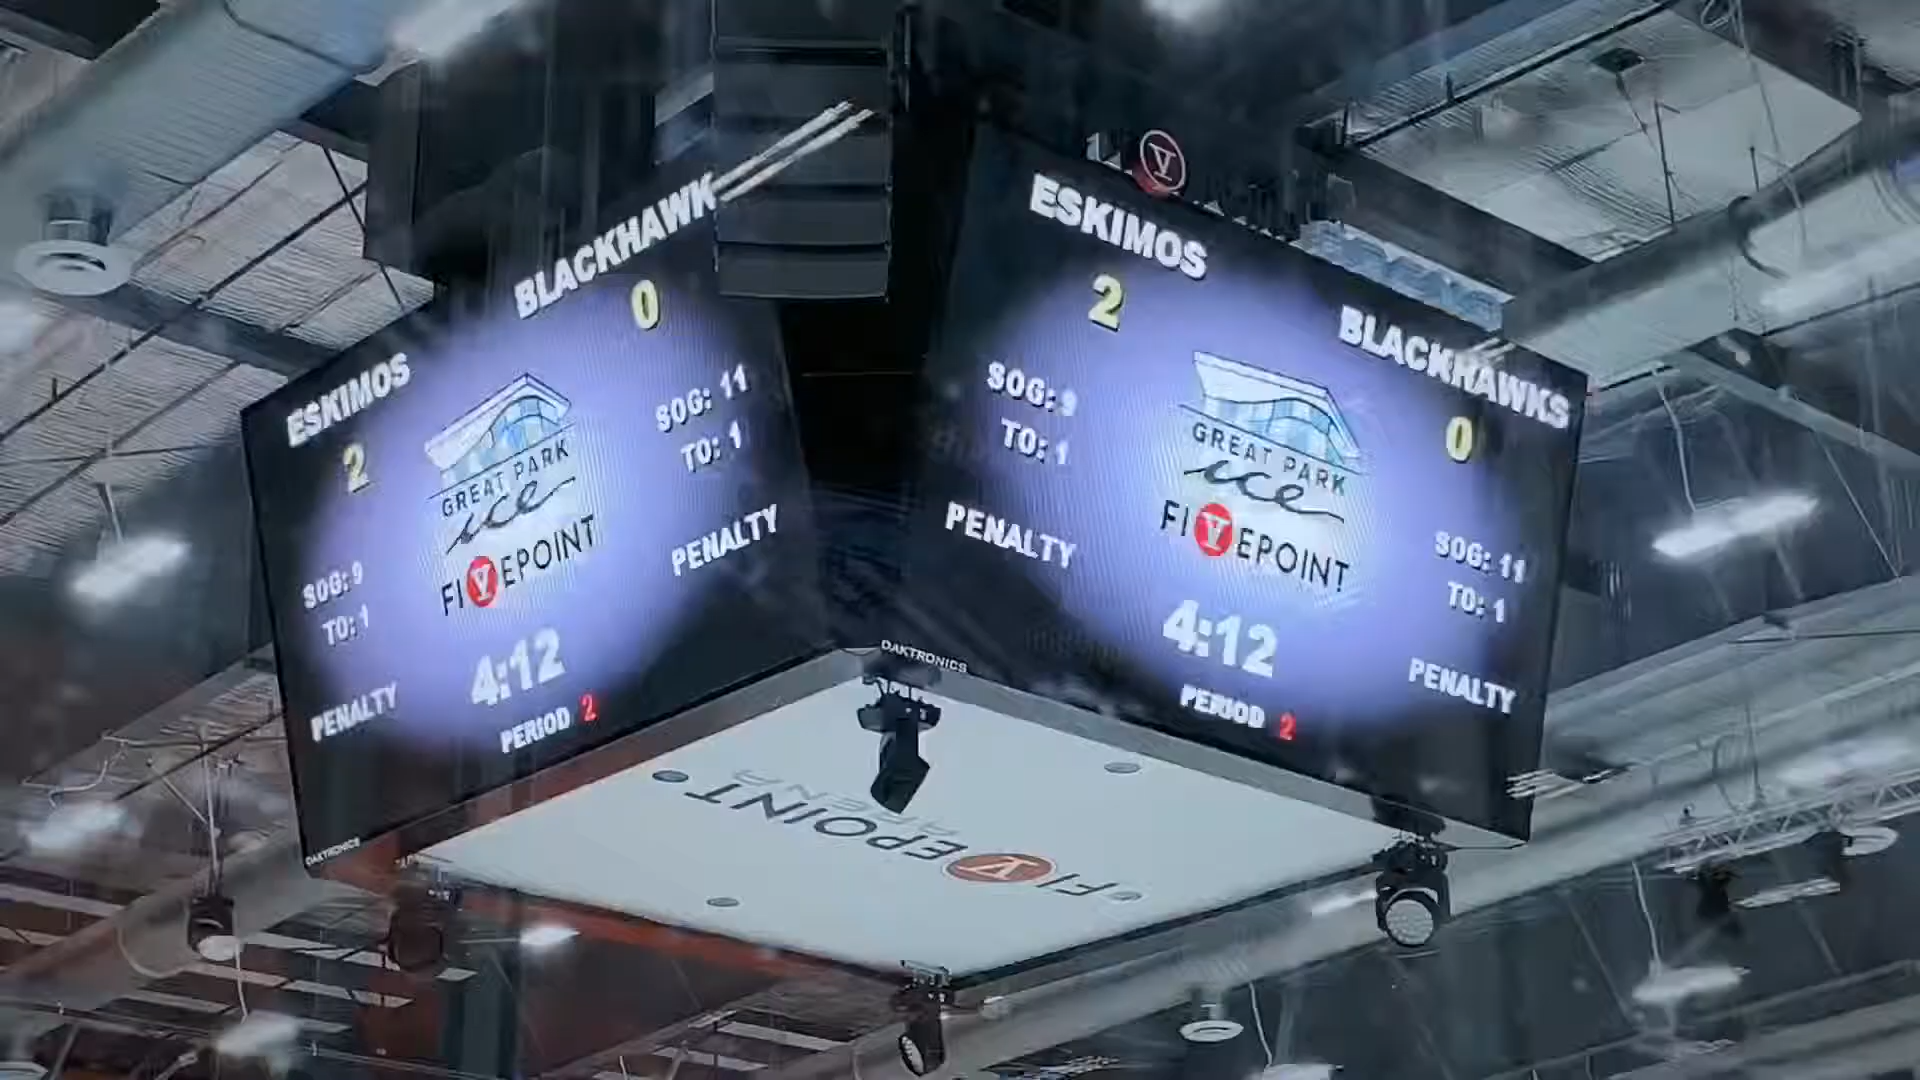 BLACKHAWK
0
ESKIMOS
2
SOG: 11
TO: 1
GREAT PARK
ice
FIVEPOINT
PENALTY
SOG: 9
TO: 1
4:12
PENALTY
PERIOD 2
DAKTRONICS
V
ESKIMOS
2
BLACKHAWKS
0
SOG: 9
TO: 1
GREAT PARK
ice
FIVEPOINT
PENALTY
SOG: 11
TO: 1
4:12
PENALTY
PERIOD 2
DAKTRONICS
FIVEPOINT
ARENA